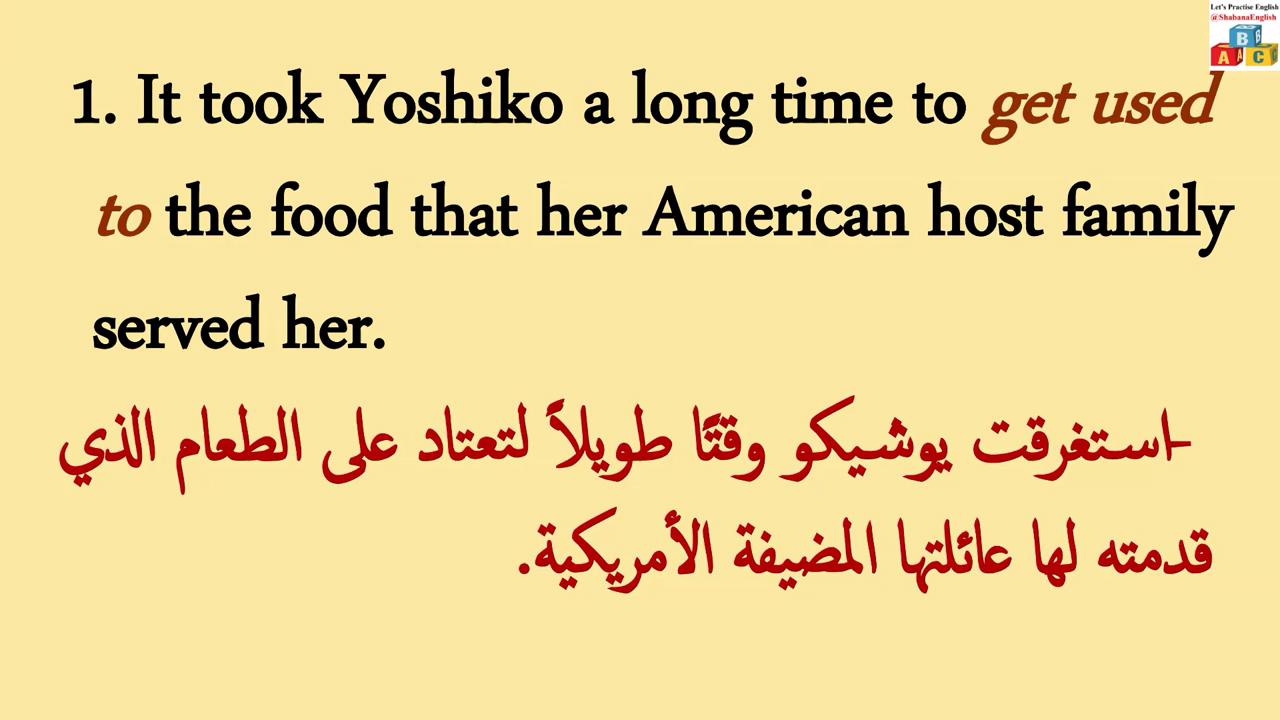 Let's Practise English
@ShabanaEnglish
B B
A A C
1. It took Yoshiko a long time to get used
to the food that her American host family
served her.
-استغرقت يوشيكو وقتًا طويلاً لتعتاد على الطعام الذي
قدمته لها عائلتها المضيفة الأمريكية.